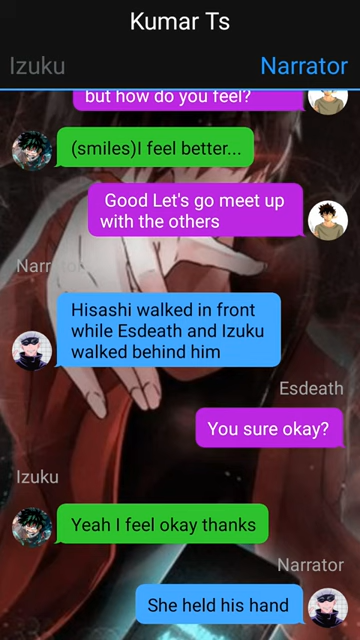 Kumar Ts
Izuku
Narrator
but how do you feel?
(smiles)I feel better...
Good Let's go meet up
with the others
Narrator
Hisashi walked in front
while Esdeath and Izuku
walked behind him
Esdeath
You sure okay?
Izuku
Yeah I feel okay thanks
Narrator
She held his hand